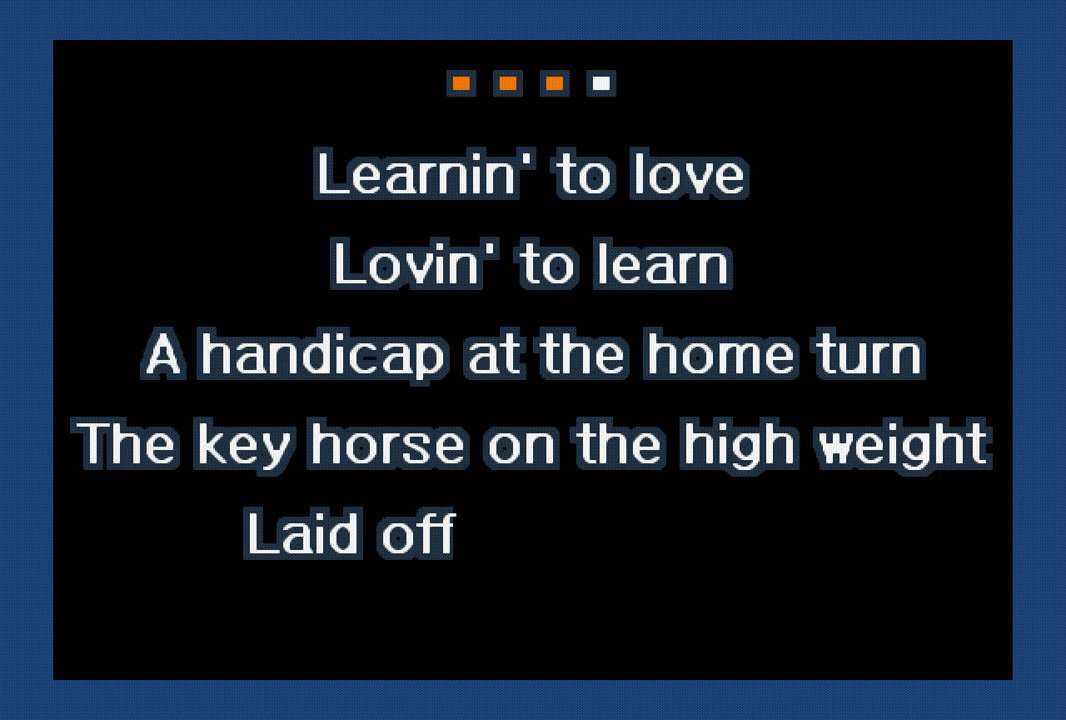 Learnin' to love
Lovin' to learn
A handicap at the home turn
The key horse on the high weight
Laid off